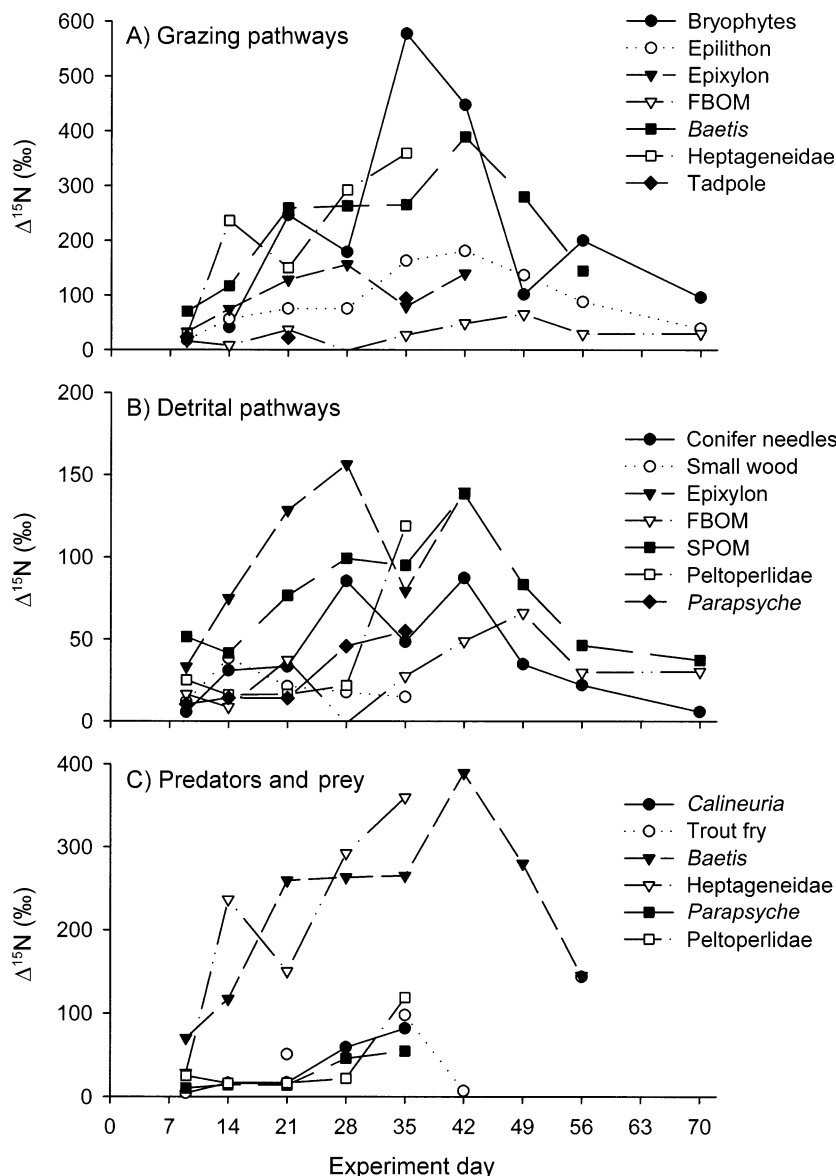 600
500
400
300
200
100
0
Δ¹⁵N (‰)
A) Grazing pathways
Bryophytes
Epilithon
Epixylon
FBOM
Baetis
Heptageneidae
Tadpole
200
150
100
50
0
Δ¹⁵N (‰)
B) Detrital pathways
Conifer needles
Small wood
Epixylon
FBOM
SPOM
Peltoperlidae
Parapsyche
400
300
200
100
0
Δ¹⁵N (‰)
C) Predators and prey
Calineuria
Trout fry
Baetis
Heptageneidae
Parapsyche
Peltoperlidae
0 7 14 21 28 35 42 49 56 63 70
Experiment day